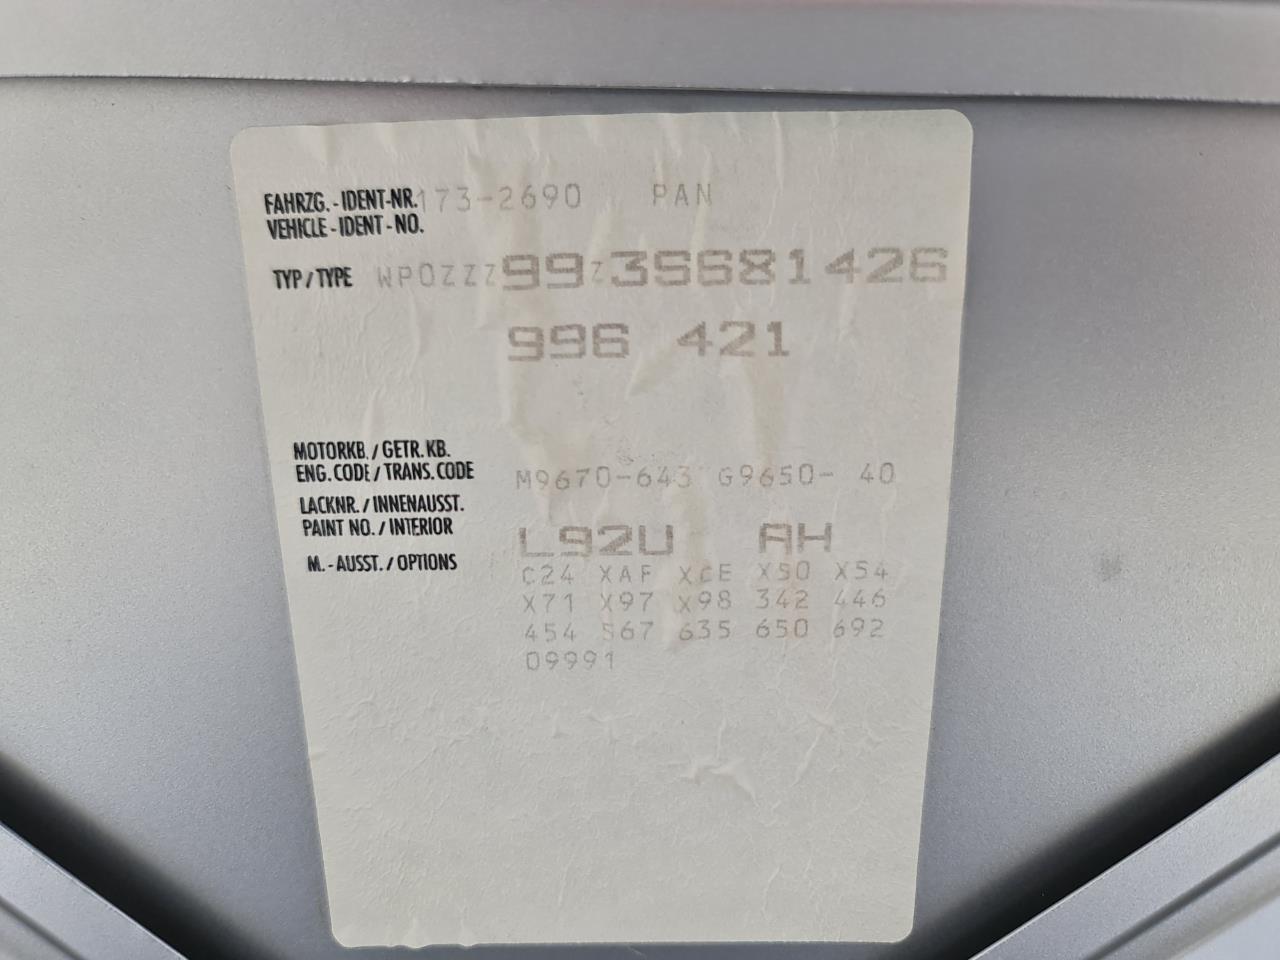 FAHRZG.-IDENT-NR. 173-2690 PAN
VEHICLE-IDENT-NO.
TYP/TYPE WP0ZZZ99Z3S681426
996 421
MOTORKB./GETR.KB.
ENG.CODE/TRANS.CODE M9670-643 G9650- 40
LACKNR./INNENAUSST.
PAINT NO./INTERIOR L92U AH
M.-AUSST./OPTIONS C24 XAF XCE X50 X54
X71 X97 X98 342 446
454 567 635 650 692
09991